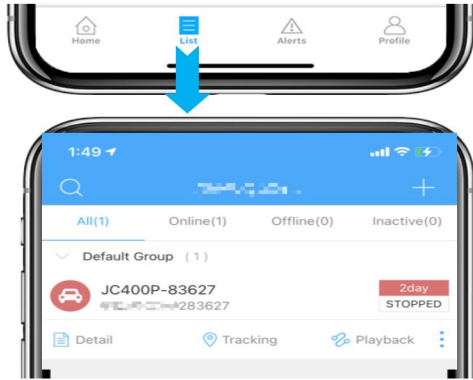 Home List Alerts Profile
1:49
All(1) Online(1) Offline(0) Inactive(0)
Default Group (1)
JC400P-83627 2day
283627 STOPPED
Detail Tracking Playback